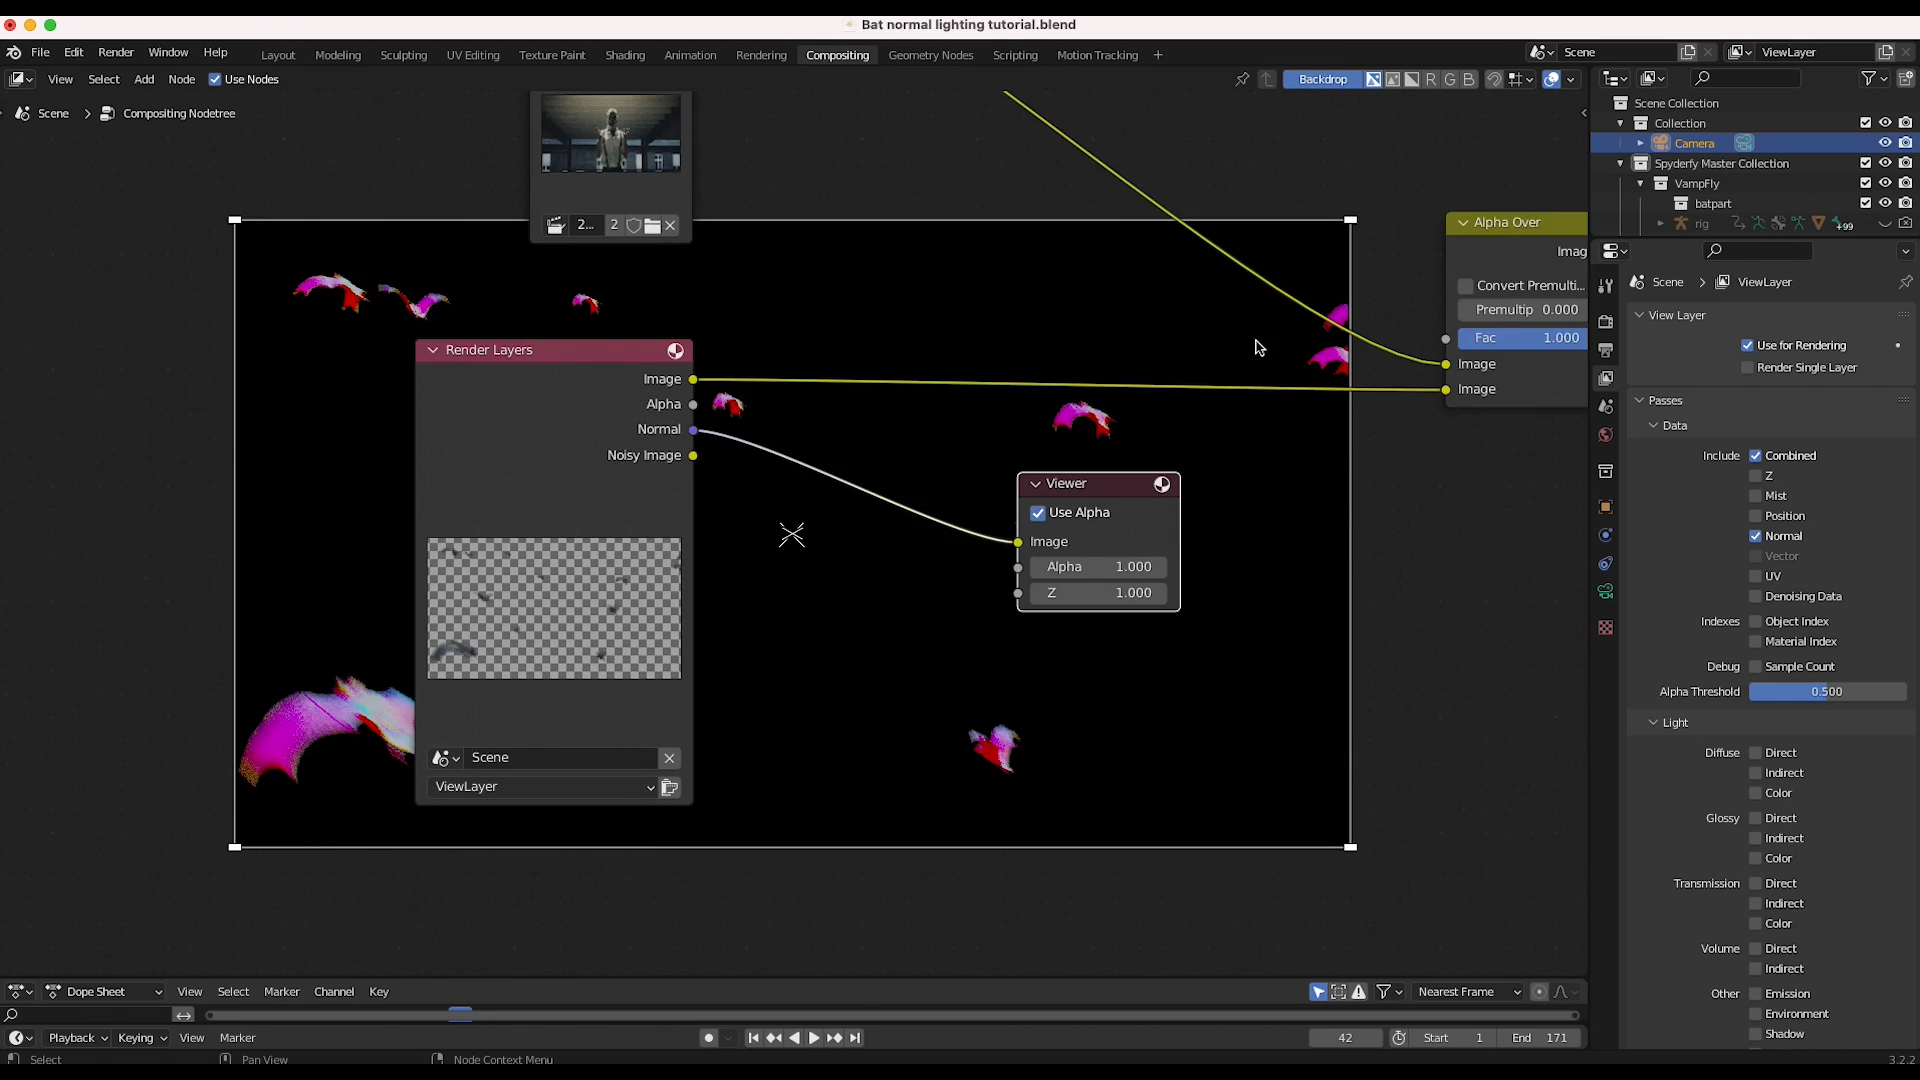 Bat normal lighting tutorial.blend
File Edit Render Window Help Layout Modeling Sculpting UV Editing Texture Paint Shading Animation Rendering Compositing Geometry Nodes Scripting Motion Tracking + Scene ViewLayer
View Select Add Node Use Nodes Backdrop R G B
Scene > Compositing Nodetree
Scene Collection
Collection
Camera
Spyderfy Master Collection
VampFly
batpart
rig +99
2... 2
Alpha Over
Imag
Convert Premulti...
Premultip 0.000
Fac 1.000
Image
Image
Render Layers
Image
Alpha
Normal
Noisy Image
Scene
ViewLayer
Viewer
Use Alpha
Image
Alpha 1.000
Z 1.000
Scene > ViewLayer
View Layer
Use for Rendering
Render Single Layer
Passes
Data
Include Combined
Z
Mist
Position
Normal
Vector
UV
Denoising Data
Indexes Object Index
Material Index
Debug Sample Count
Alpha Threshold 0.500
Light
Diffuse Direct
Indirect
Color
Glossy Direct
Indirect
Color
Transmission Direct
Indirect
Color
Volume Direct
Indirect
Other Emission
Environment
Shadow
Dope Sheet View Select Marker Channel Key Nearest Frame
Playback Keying View Marker 42 Start 1 End 171
Select Pan View Node Context Menu 3.2.2